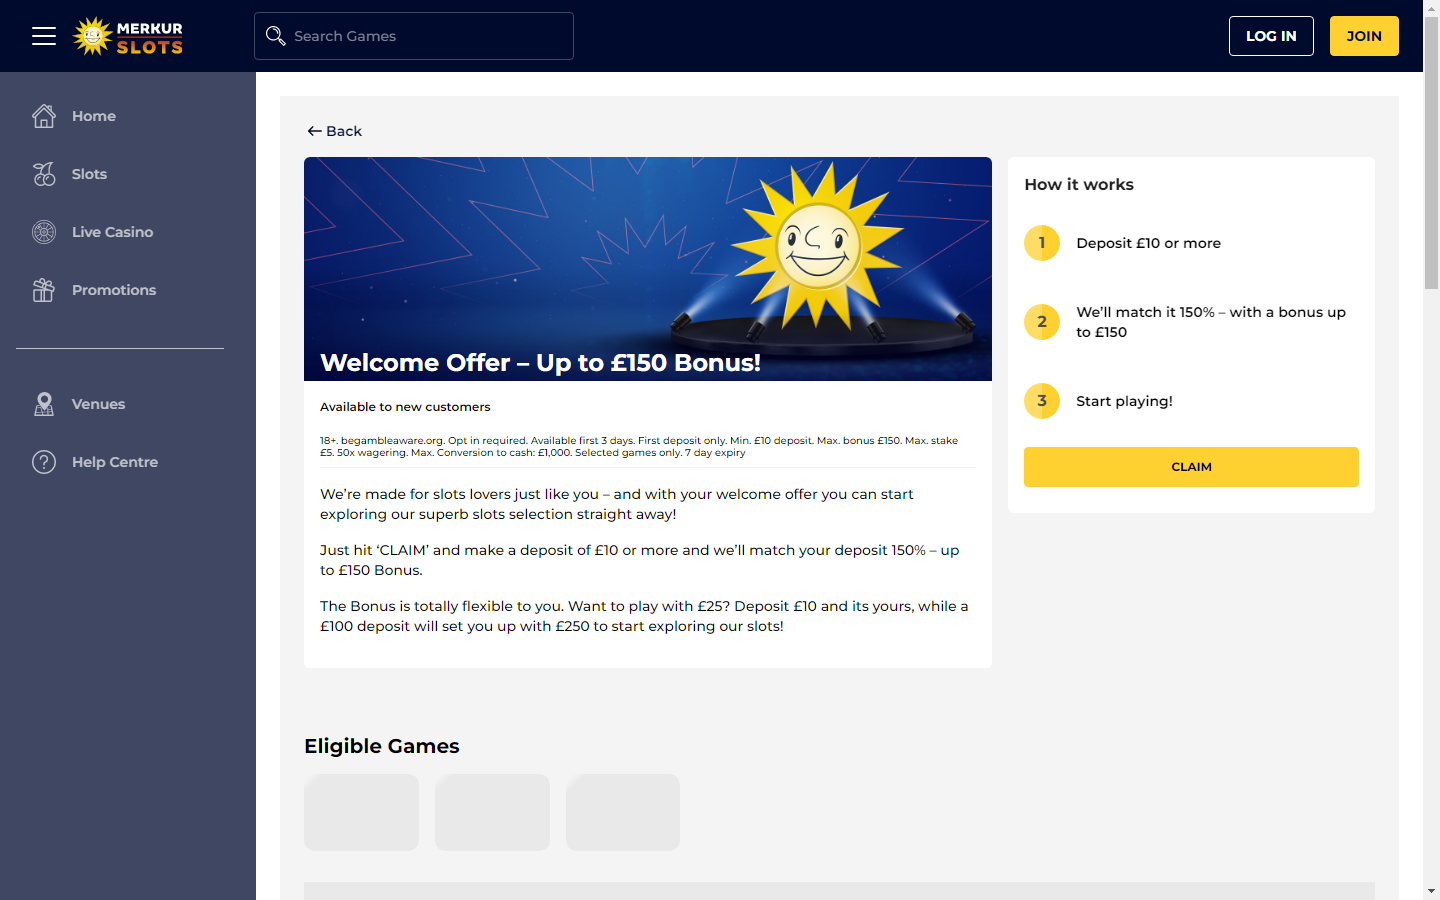 MERKUR
SLOTS
Search Games
LOG IN
JOIN
Home
Slots
Live Casino
Promotions
Venues
Help Centre
Back
Welcome Offer – Up to £150 Bonus!
Available to new customers
18+. begambleaware.org. Opt in required. Available first 3 days. First deposit only. Min. £10 deposit. Max. bonus £150. Max. stake
£5. 50x wagering. Max. Conversion to cash: £1,000. Selected games only. 7 day expiry
We’re made for slots lovers just like you – and with your welcome offer you can start
exploring our superb slots selection straight away!
Just hit ‘CLAIM’ and make a deposit of £10 or more and we’ll match your deposit 150% – up
to £150 Bonus.
The Bonus is totally flexible to you. Want to play with £25? Deposit £10 and its yours, while a
£100 deposit will set you up with £250 to start exploring our slots!
How it works
1 Deposit £10 or more
2 We’ll match it 150% – with a bonus up
to £150
3 Start playing!
CLAIM
Eligible Games